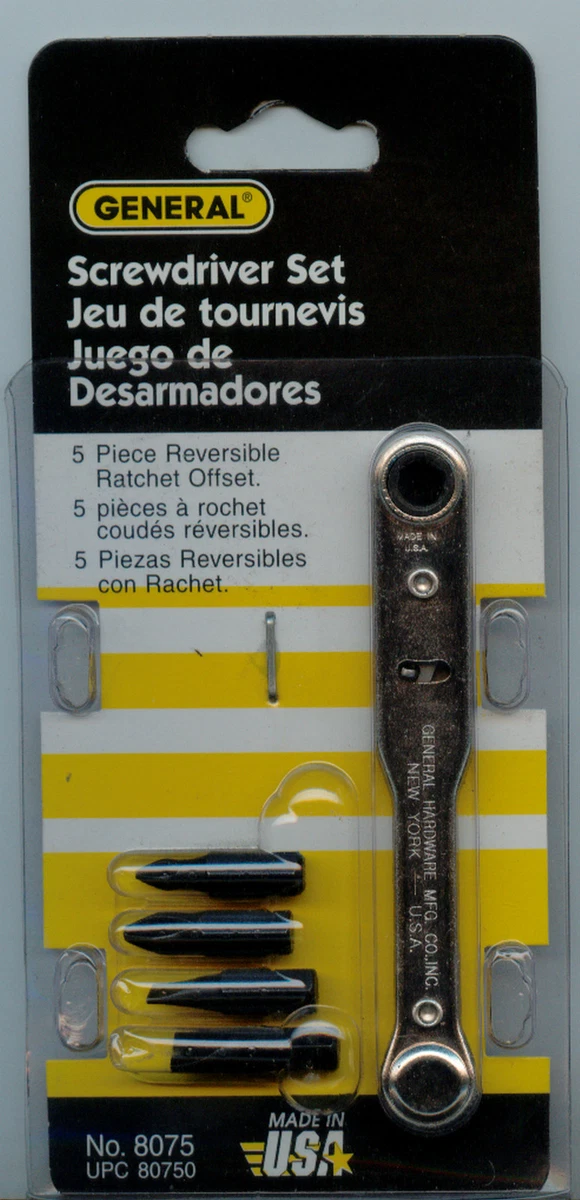 GENERAL®
Screwdriver Set
Jeu de tournevis
Juego de
Desarmadores
5 Piece Reversible
Ratchet Offset.
5 pièces à rochet
coudés réversibles.
5 Piezas Reversibles
con Rachet.
MADE IN
U.S.A.
GENERAL HARDWARE MFG. CO. INC.
NEW YORK — U.S.A.
No. 8075
UPC 80750
MADE IN
USA